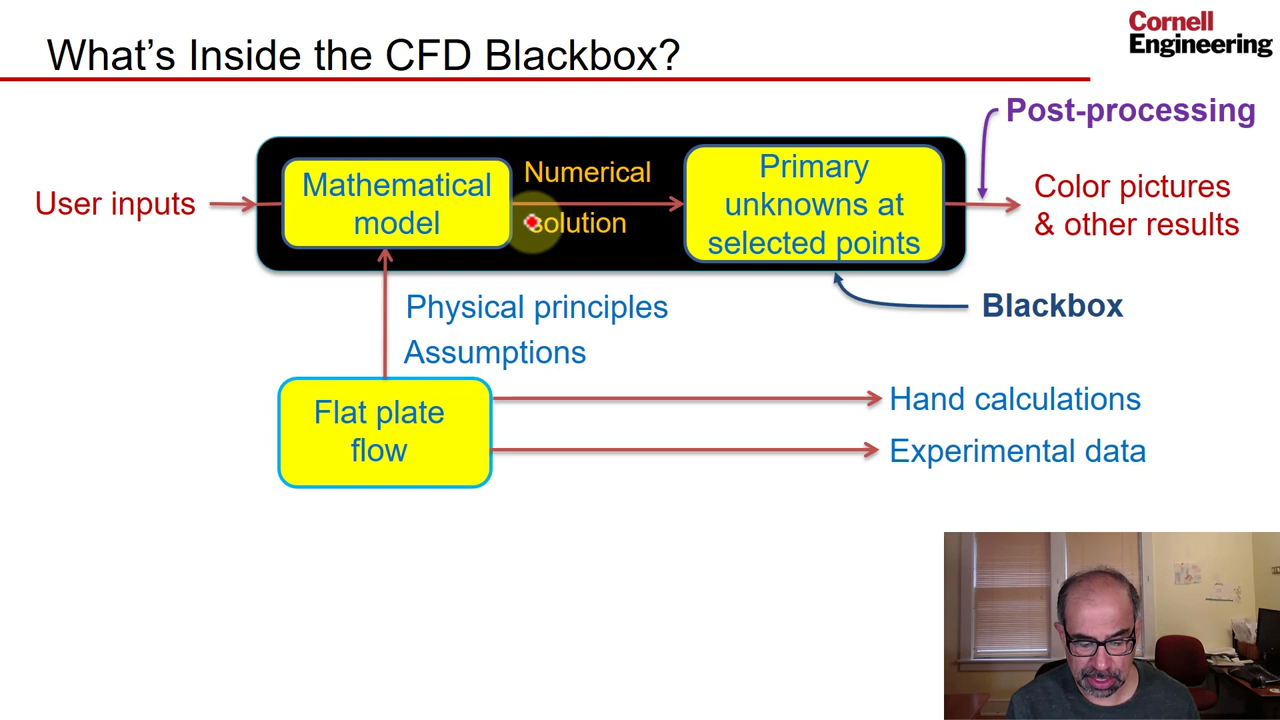 What's Inside the CFD Blackbox?
Cornell
Engineering
Post-processing
User inputs
Mathematical
model
Numerical
solution
Primary
unknowns at
selected points
Color pictures
& other results
Physical principles
Assumptions
Blackbox
Flat plate
flow
Hand calculations
Experimental data